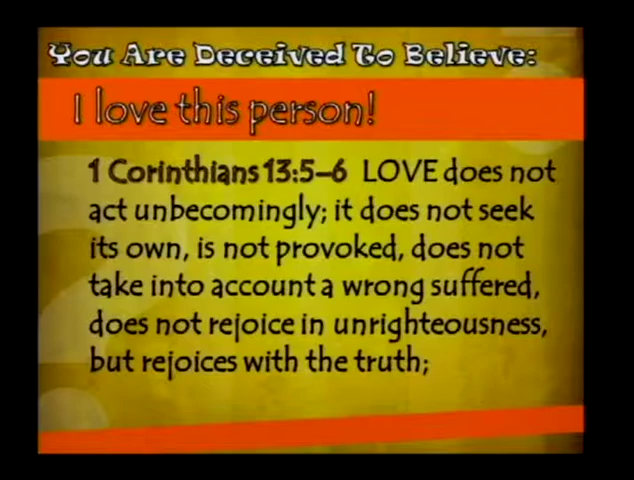 You Are Deceived To Believe:
I love this person!
1 Corinthians 13:5–6 LOVE does not
act unbecomingly; it does not seek
its own, is not provoked, does not
take into account a wrong suffered,
does not rejoice in unrighteousness,
but rejoices with the truth;